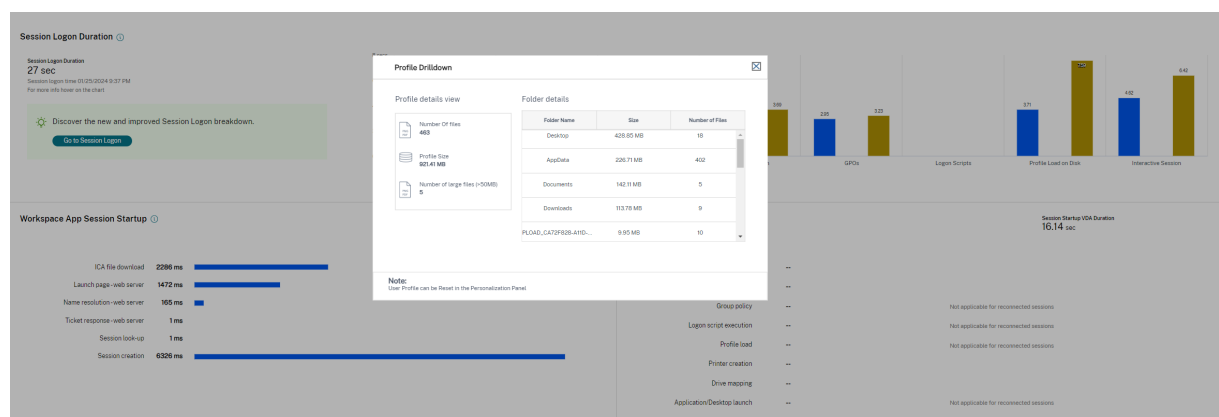 Session Logon Duration
Session Logon Duration
27 sec
Session logon time 01/25/2024 9:37 PM
For more info hover on the chart
Discover the new and improved Session Logon breakdown.
Go to Session Logon
Profile Drilldown
Profile details view
Number Of files
463
Profile Size
921.41 MB
Number of large files (>50MB)
5
Folder details
Folder Name Size Number of Files
Desktop 428.85 MB 18
AppData 226.71 MB 402
Documents 142.11 MB 5
Downloads 113.78 MB 9
PLOAD_CA72F828-A11D-... 9.95 MB 10
Note:
User Profile can be Reset in the Personalization Panel
3.23
3.71
4.92
6.42
GPOs
Logon Scripts
Profile Load on Disk
Interactive Session
Workspace App Session Startup
ICA file download 2286 ms
Launch page-web server 1472 ms
Name resolution-web server 165 ms
Ticket response-web server 1 ms
Session look-up 1 ms
Session creation 6326 ms
Session Startup VDA Duration
16.14 sec
--
--
Group policy -- Not applicable for reconnected sessions
Logon script execution -- Not applicable for reconnected sessions
Profile load -- Not applicable for reconnected sessions
Printer creation --
Drive mapping --
Application/Desktop launch -- Not applicable for reconnected sessions